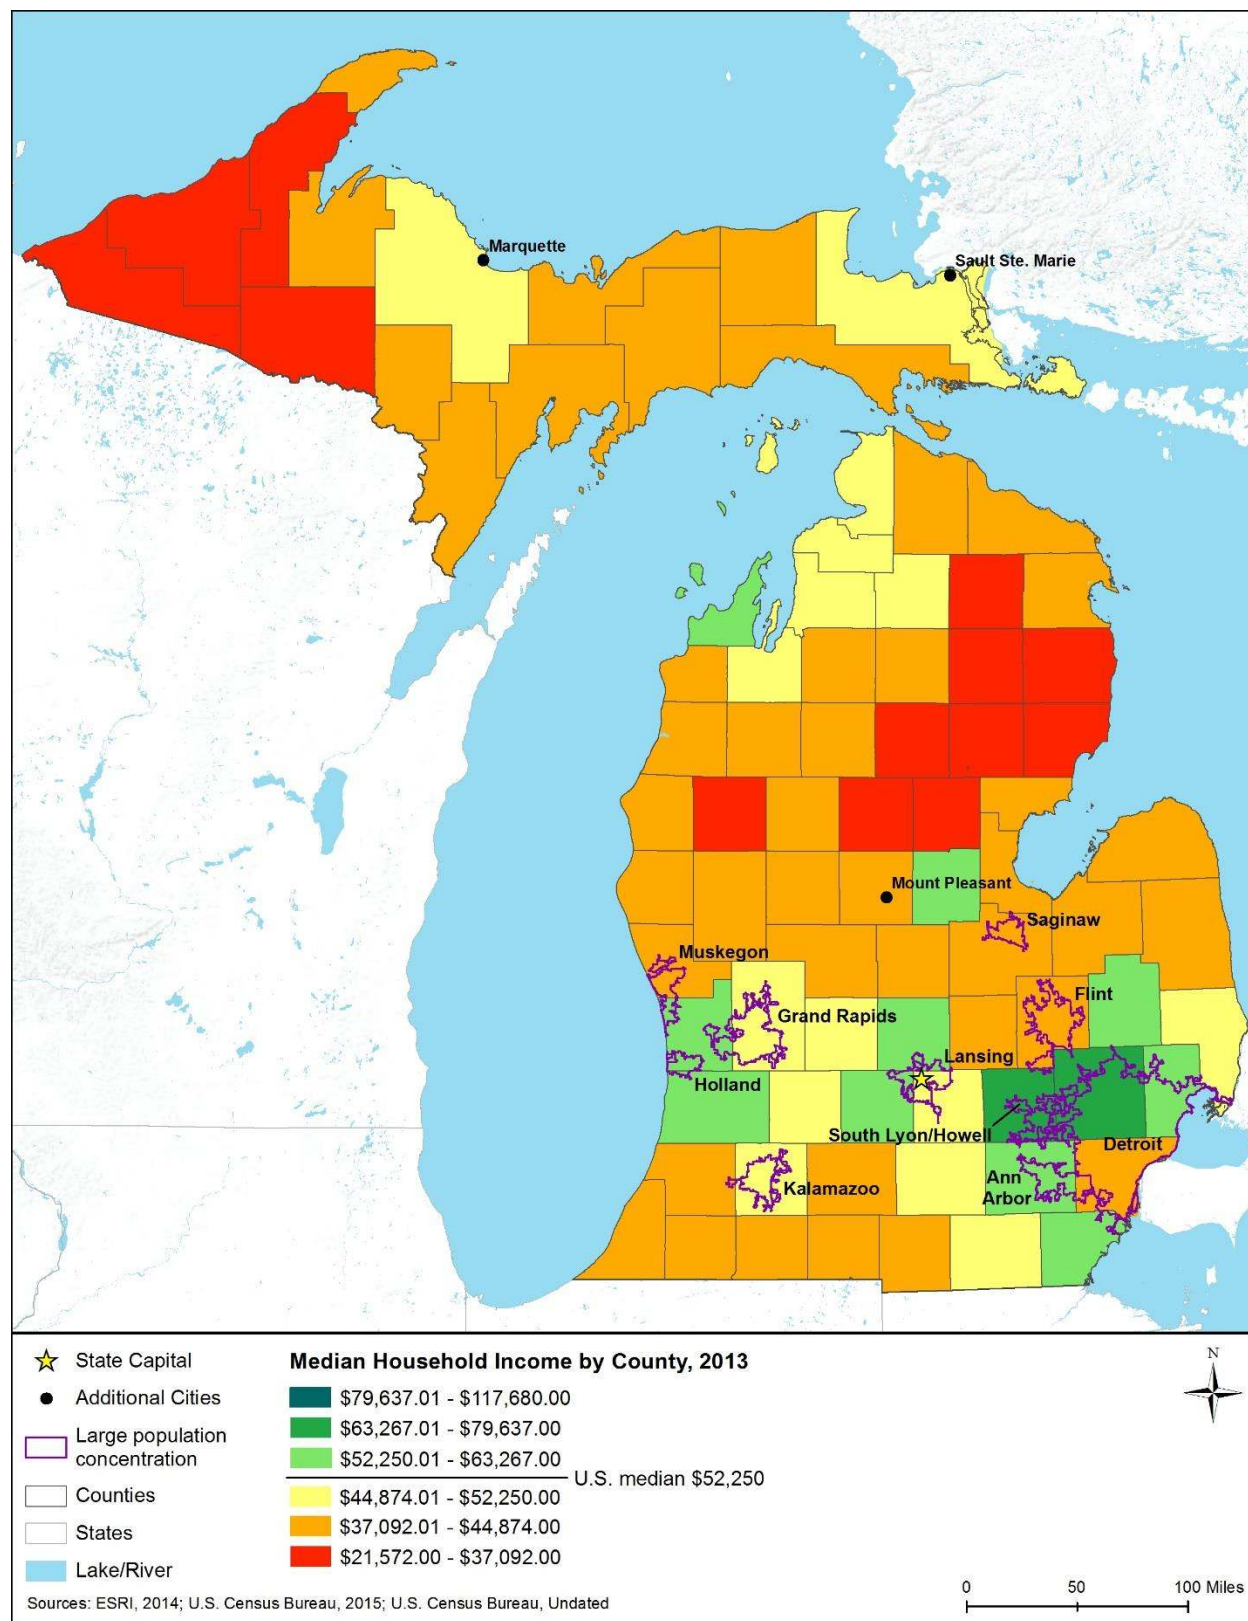 Marquette
Sault Ste. Marie
Mount Pleasant
Saginaw
Muskegon
Flint
Grand Rapids
Lansing
Holland
South Lyon/Howell
Detroit
Ann
Arbor
Kalamazoo
State Capital
Additional Cities
Large population
concentration
Counties
States
Lake/River
Median Household Income by County, 2013
$79,637.01 - $117,680.00
$63,267.01 - $79,637.00
$52,250.01 - $63,267.00
U.S. median $52,250
$44,874.01 - $52,250.00
$37,092.01 - $44,874.00
$21,572.00 - $37,092.00
N
0 50 100 Miles
Sources: ESRI, 2014; U.S. Census Bureau, 2015; U.S. Census Bureau, Undated